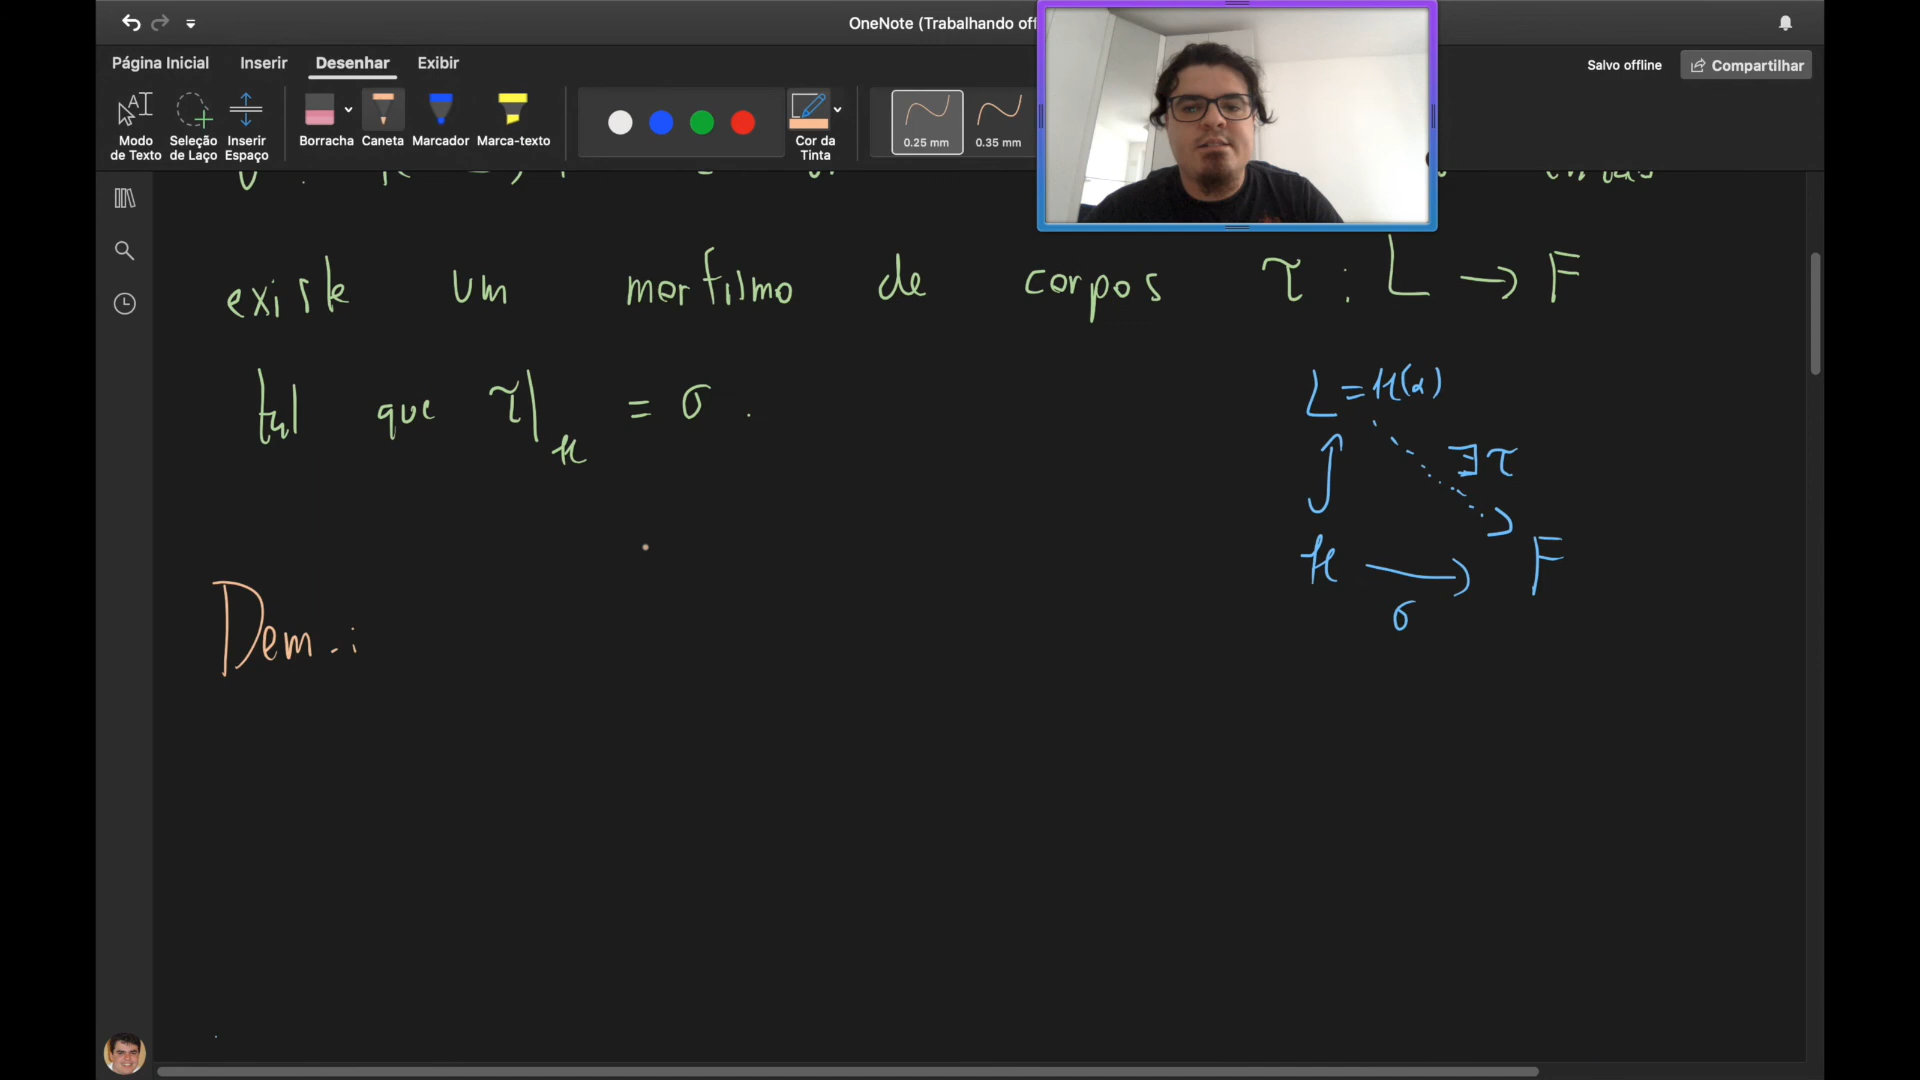 OneNote (Trabalhando off
Página Inicial Inserir Desenhar Exibir
Salvo offline Compartilhar
Modo de Texto Seleção de Laço Inserir Espaço Borracha Caneta Marcador Marca-texto Cor da Tinta 0.25 mm 0.35 mm
existe um morfismo de corpos τ : L → F
tal que τ|_K = σ .
L = K(α)
∃ τ
K → F
σ
Dem.: